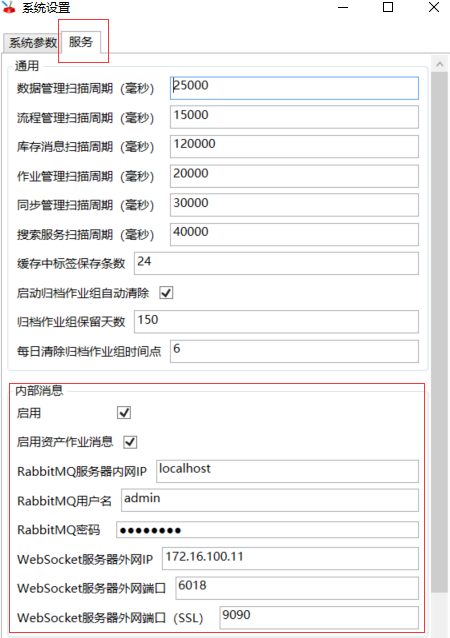 系统设置
系统参数 服务
通用
数据管理扫描周期（毫秒） 25000
流程管理扫描周期（毫秒） 15000
库存消息扫描周期（毫秒） 120000
作业管理扫描周期（毫秒） 20000
同步管理扫描周期（毫秒） 30000
搜索服务扫描周期（毫秒） 40000
缓存中标签保存条数 24
启动归档作业组自动清除
归档作业组保留天数 150
每日清除归档作业组时间点 6
内部消息
启用
启用资产作业消息
RabbitMQ服务器内网IP localhost
RabbitMQ用户名 admin
RabbitMQ密码 ●●●●●●●●
WebSocket服务器外网IP 172.16.100.11
WebSocket服务器外网端口 6018
WebSocket服务器外网端口（SSL） 9090